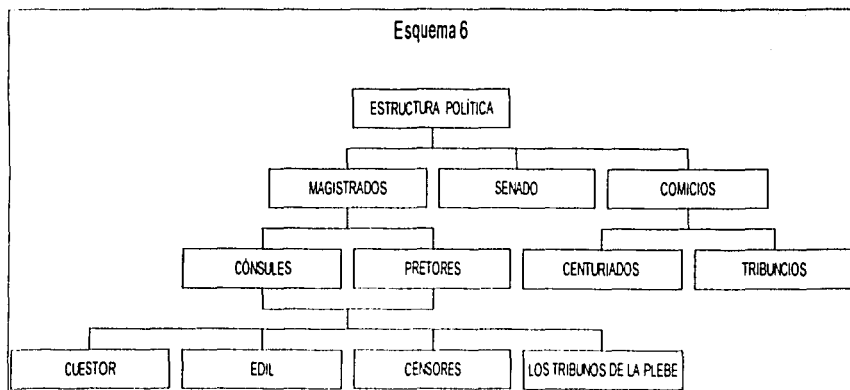 Esquema 6
ESTRUCTURA POLÍTICA
MAGISTRADOS
SENADO
COMICIOS
CÓNSULES
PRETORES
CENTURIADOS
TRIBUNCIOS
CUESTOR
EDIL
CENSORES
LOS TRIBUNOS DE LA PLEBE